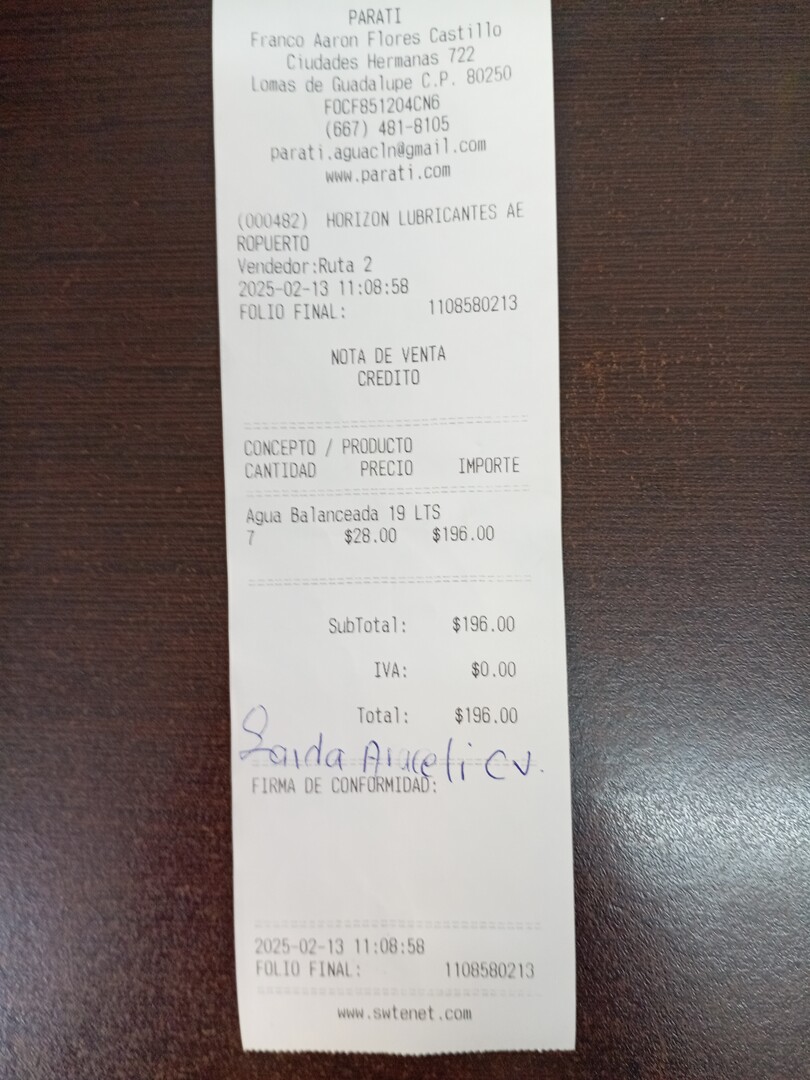 PARATI
Franco Aaron Flores Castillo
Ciudades Hermanas 722
Lomas de Guadalupe C.P. 80250
FOCF851204CN6
(667) 481-8105
parati.aguacln@gmail.com
www.parati.com
(000482) HORIZON LUBRICANTES AE
ROPUERTO
Vendedor:Ruta 2
2025-02-13 11:08:58
FOLIO FINAL: 1108580213
NOTA DE VENTA
CREDITO
CONCEPTO / PRODUCTO
CANTIDAD PRECIO IMPORTE
Agua Balanceada 19 LTS
7 $28.00 $196.00
SubTotal: $196.00
IVA: $0.00
Total: $196.00
Araceli CV.
FIRMA DE CONFORMIDAD:
2025-02-13 11:08:58
FOLIO FINAL: 1108580213
www.swtenet.com